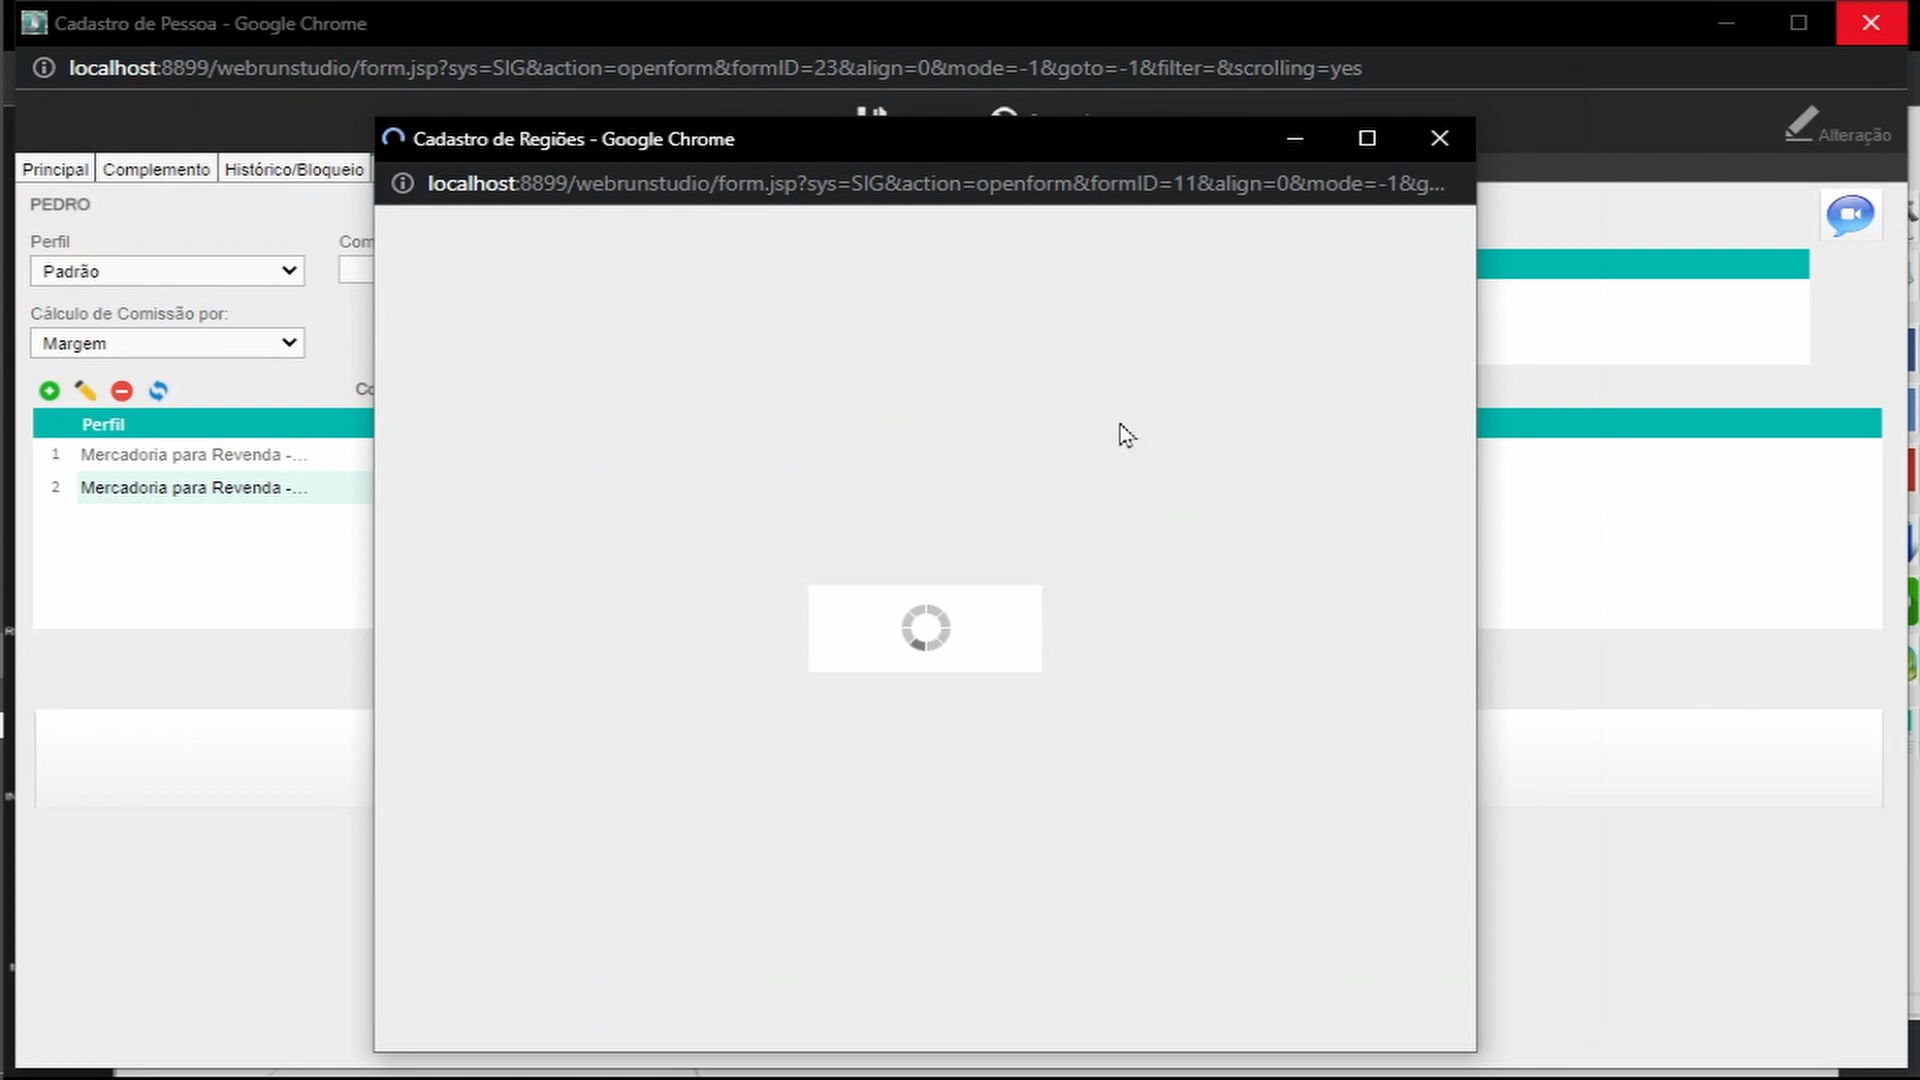 Cadastro de Pessoa - Google Chrome
localhost:8899/webrunstudio/form.jsp?sys=SIG&action=openform&formID=23&align=0&mode=-1&goto=-1&filter=&scrolling=yes
Alteração
Cadastro de Regiões - Google Chrome
localhost:8899/webrunstudio/form.jsp?sys=SIG&action=openform&formID=11&align=0&mode=-1&g...
Principal Complemento Histórico/Bloqueio
PEDRO
Perfil Com
Padrão
Cálculo de Comissão por:
Margem
Co
Perfil
1 Mercadoria para Revenda -...
2 Mercadoria para Revenda -...